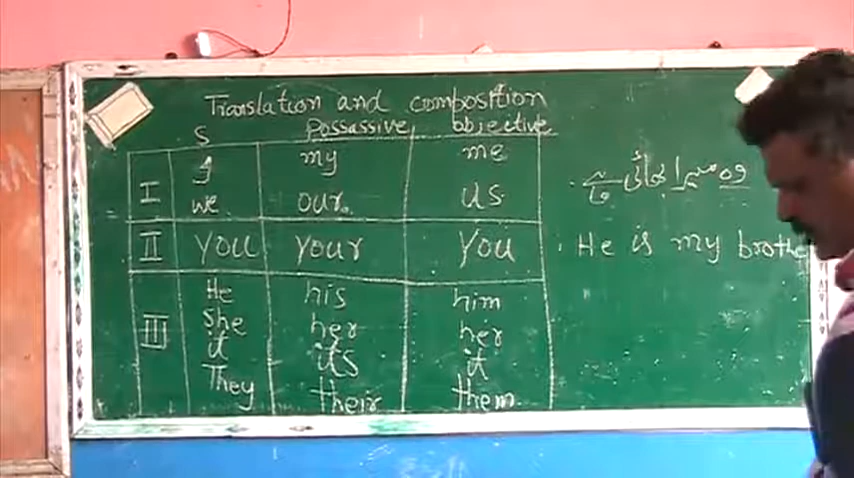 Translation and composition
S Possassive objective
I I my me
we our us
II You Your You
He his him
She her her
III it its it
They their them
وہ میرا بھائی ہے
He is my brothe